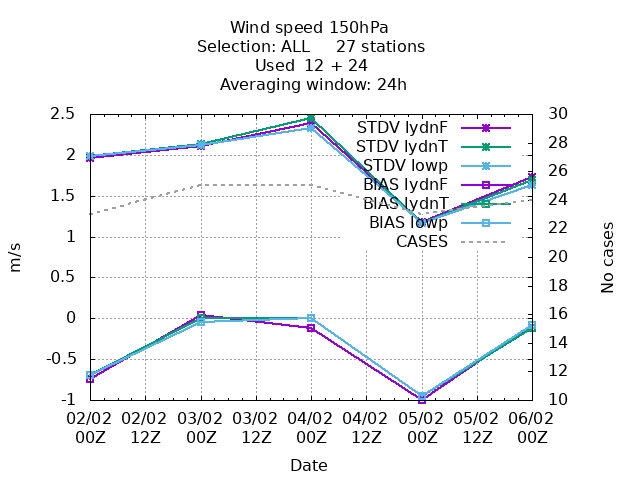 Wind speed 150hPa
Selection: ALL 27 stations
Used 12 + 24
Averaging window: 24h
2.5
2
1.5
1
0.5
0
-0.5
-1
m/s
30
28
26
24
22
20
18
16
14
12
10
No cases
STDV lydnF
STDV lydnT
STDV lowp
BIAS lydnF
BIAS lydnT
BIAS lowp
CASES
02/02 02/02 03/02 03/02 04/02 04/02 05/02 05/02 06/02
00Z 12Z 00Z 12Z 00Z 12Z 00Z 12Z 00Z
Date